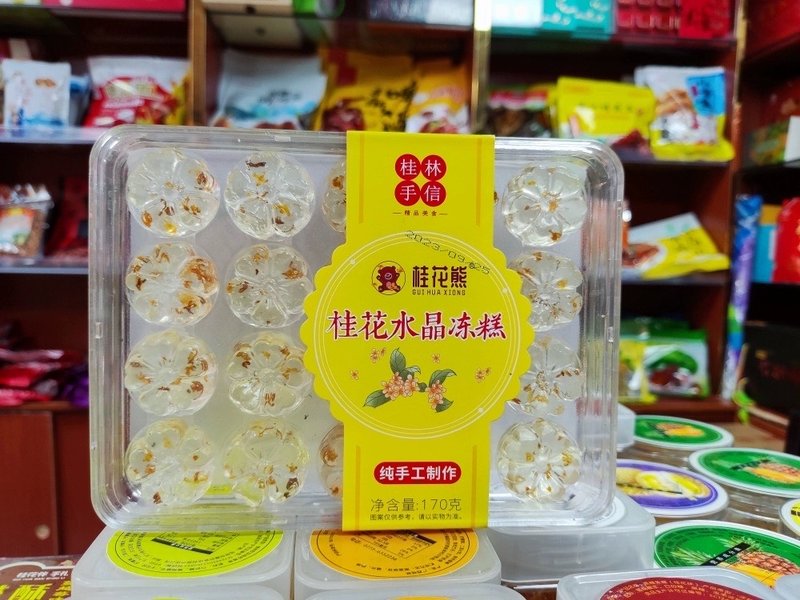 桂林
手信
精品美食
2023/09/25
桂花熊
GUI HUA XIONG
桂花水晶冻糕
纯手工制作
净含量:170克
图案仅供参考,请以实物为准。